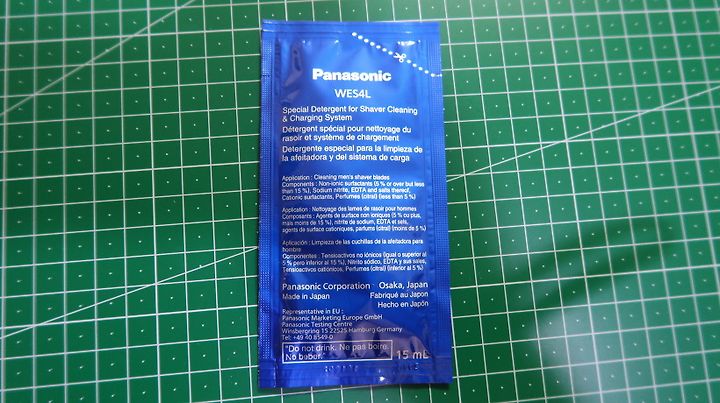 Panasonic
WES4L
Special Detergent for Shaver Cleaning
& Charging System
Détergent spécial pour nettoyage du
rasoir et système de chargement
Detergente especial para la limpieza de
la afeitadora y del sistema de carga
Application : Cleaning men's shaver blades
Components : Non-ionic surfactants (5 % or over but less
than 15 %), Sodium nitrite, EDTA and salts thereof,
Cationic surfactants, Perfumes (citral) (less than 5 %)
Application : Nettoyage des lames de rasoir pour hommes
Composants : Agents de surface non ioniques (5 % ou plus,
mais moins de 15 %), nitrite de sodium, EDTA et sels,
agents de surface cationiques, parfums (citral) (moins de 5 %)
Aplicación : Limpieza de las cuchillas de la afeitadora para
hombre
Componentes : Tensioactivos no iónicos (igual o superior al
5 % pero inferior al 15 %), Nitrito sódico, EDTA y sus sales,
Tensioactivos catiónicos, Perfumes (citral) (inferior al 5 %)
Panasonic Corporation Osaka, Japan
Made in Japan Fabriqué au Japon
Hecho en Japón
Representative in EU :
Panasonic Marketing Europe GmbH
Panasonic Testing Centre
Winsbergring 15 22525 Hamburg Germany
Tel: +49 40 8549-0
"Do not drink. Ne pas boire.
No beber."
15 mL